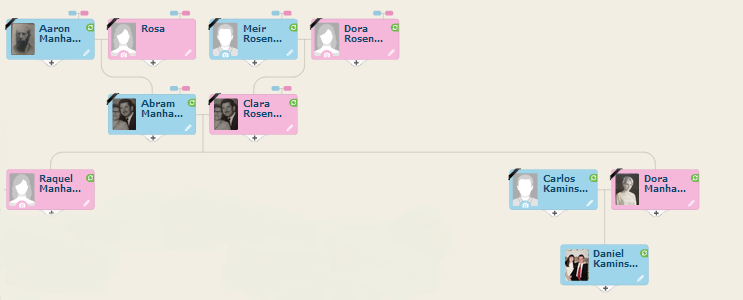 Aaron
Manha...
Rosa
Meir
Rosen...
Dora
Rosen...
Abram
Manha...
Clara
Rosen...
Raquel
Manha...
Carlos
Kamins...
Dora
Manha...
Daniel
Kamins...